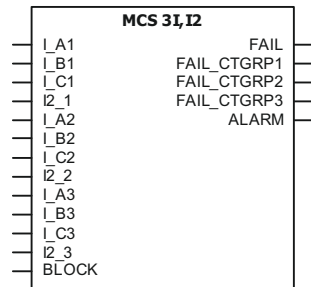 MCS 3I,I2
I_A1
I_B1
I_C1
I2_1
I_A2
I_B2
I_C2
I2_2
I_A3
I_B3
I_C3
I2_3
BLOCK
FAIL
FAIL_CTGRP1
FAIL_CTGRP2
FAIL_CTGRP3
ALARM